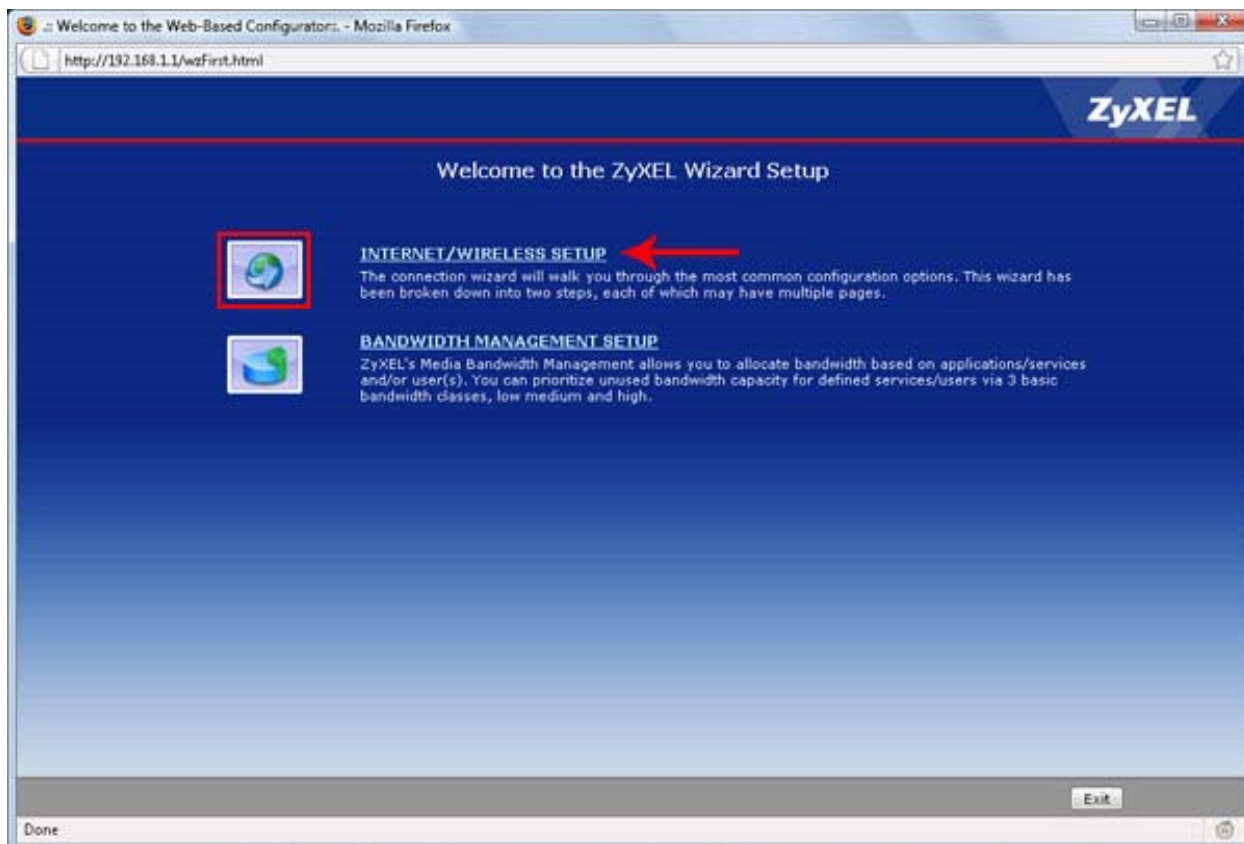 .:: Welcome to the Web-Based Configurator::. - Mozilla Firefox
http://192.168.1.1/wzFirst.html
ZyXEL
Welcome to the ZyXEL Wizard Setup
INTERNET/WIRELESS SETUP
The connection wizard will walk you through the most common configuration options. This wizard has
been broken down into two steps, each of which may have multiple pages.
BANDWIDTH MANAGEMENT SETUP
ZyXEL's Media Bandwidth Management allows you to allocate bandwidth based on applications/services
and/or user(s). You can prioritize unused bandwidth capacity for defined services/users via 3 basic
bandwidth classes, low medium and high.
Exit
Done